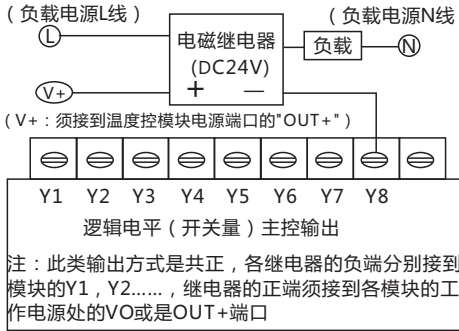 （负载电源L线）
（负载电源N线
L
电磁继电器
(DC24V)
负载
N
V+
+ —
（V+：须接到温度控模块电源端口的"OUT+"）
Y1 Y2 Y3 Y4 Y5 Y6 Y7 Y8
逻辑电平（开关量）主控输出
注：此类输出方式是共正，各继电器的负端分别接到
模块的Y1，Y2……，继电器的正端须接到各模块的工
作电源处的VO或是OUT+端口